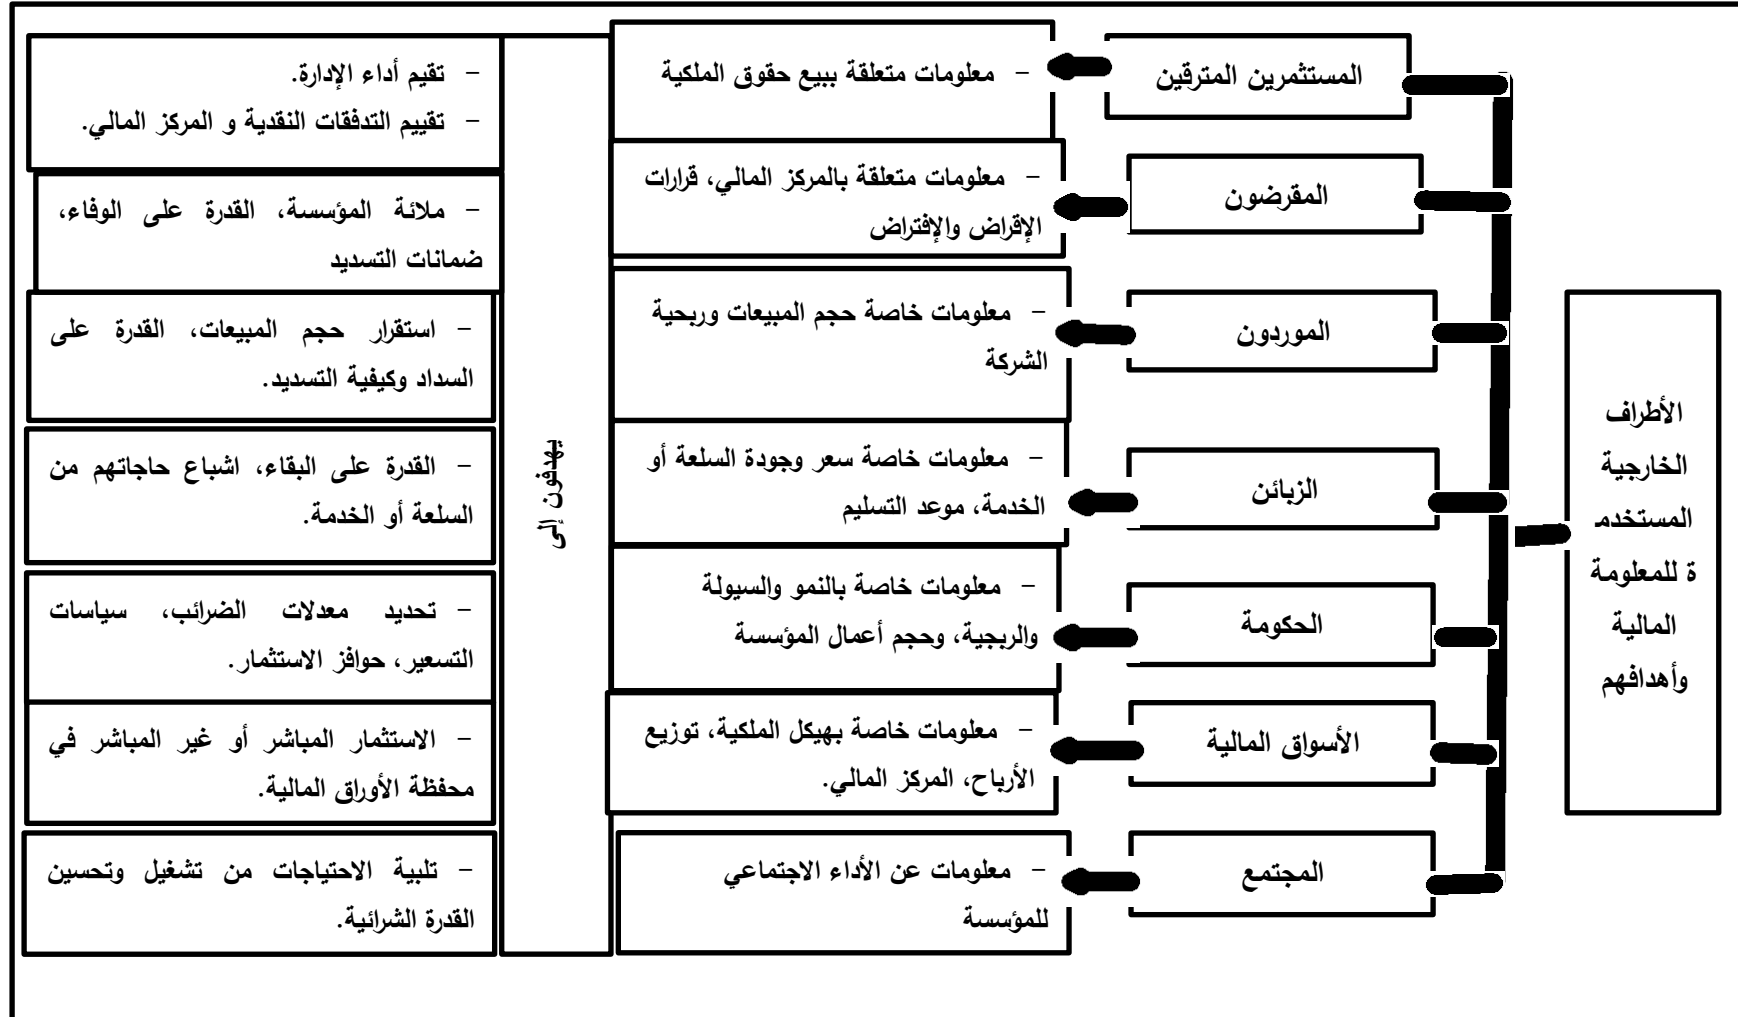 الأطراف
الخارجية
المستخدمـ
ة للمعلومة
المالية
وأهدافهم
المستثمرين المترقين
– معلومات متعلقة ببيع حقوق الملكية
يهدفون إلى
– تقيم أداء الإدارة.
– تقييم التدفقات النقدية و المركز المالي.
المقرضون
– معلومات متعلقة بالمركز المالي، قرارات
الإقراض والإفتراض
– ملائة المؤسسة، القدرة على الوفاء،
ضمانات التسديد
الموردون
– معلومات خاصة حجم المبيعات وربحية
الشركة
– استقرار حجم المبيعات، القدرة على
السداد وكيفية التسديد.
الزبائن
– معلومات خاصة سعر وجودة السلعة أو
الخدمة، موعد التسليم
– القدرة على البقاء، اشباع حاجاتهم من
السلعة أو الخدمة.
الحكومة
– معلومات خاصة بالنمو والسيولة
والربجية، وحجم أعمال المؤسسة
– تحديد معدلات الضرائب، سياسات
التسعير، حوافز الاستثمار.
الأسواق المالية
– معلومات خاصة بهيكل الملكية، توزيع
الأرباح، المركز المالي.
– الاستثمار المباشر أو غير المباشر في
محفظة الأوراق المالية.
المجتمع
– معلومات عن الأداء الاجتماعي
للمؤسسة
– تلبية الاحتياجات من تشغيل وتحسين
القدرة الشرائية.